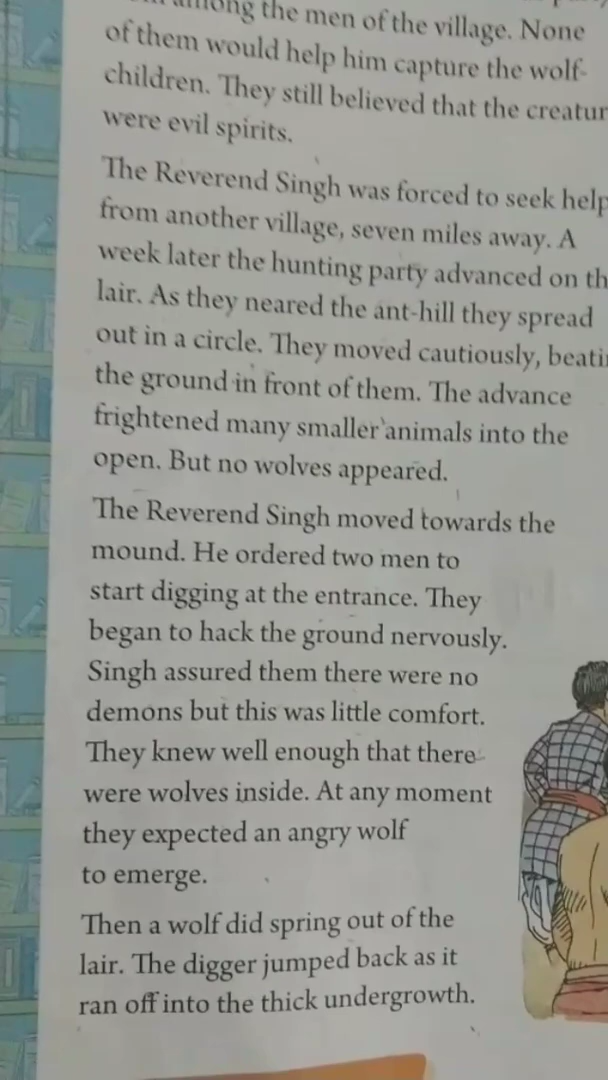 among the men of the village. None
of them would help him capture the wolf-
children. They still believed that the
were evil spirits.
The Reverend Singh was forced to seek help
from another village, seven miles away. A
week later the hunting party advanced on
lair. As they neared the ant-hill they spread
out in a circle. They moved cautiously,
the ground in front of them. The advance
frightened many smaller animals into the
open. But no wolves appeared.
The Reverend Singh moved towards the
mound. He ordered two men to
start digging at the entrance. They
began to hack the ground nervously.
Singh assured them there were no
demons but this was little comfort.
They knew well enough that there
were wolves inside. At any moment
they expected an angry wolf
to emerge.
Then a wolf did spring out of the
lair. The digger jumped back as it
ran off into the thick undergrowth.